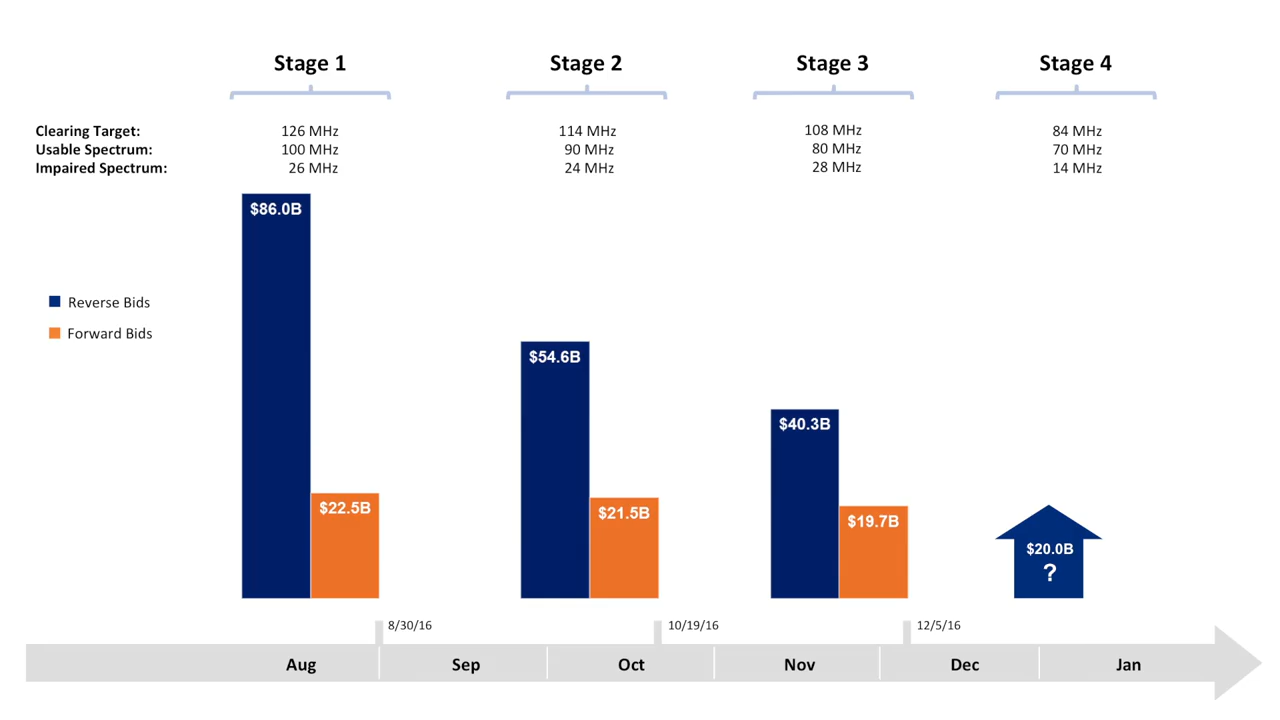 Stage 1 Stage 2 Stage 3 Stage 4
Clearing Target: 126 MHz 114 MHz 108 MHz 84 MHz
Usable Spectrum: 100 MHz 90 MHz 80 MHz 70 MHz
Impaired Spectrum: 26 MHz 24 MHz 28 MHz 14 MHz
$86.0B
Reverse Bids
Forward Bids
$54.6B
$40.3B
$22.5B
$21.5B
$19.7B
$20.0B
?
8/30/16 10/19/16 12/5/16
Aug Sep Oct Nov Dec Jan